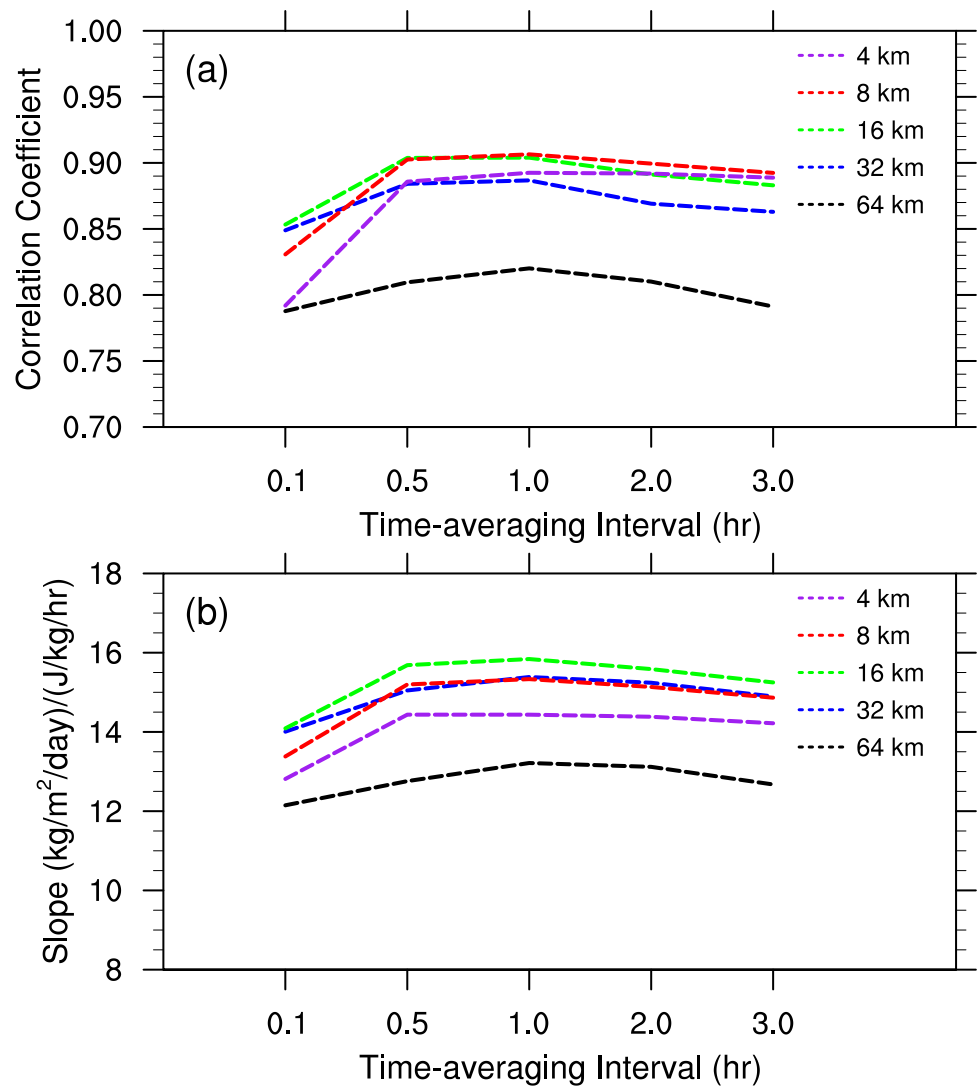 (a)
1.00
0.95
0.90
0.85
0.80
0.75
0.70
Correlation Coefficient
4 km
8 km
16 km
32 km
64 km
0.1 0.5 1.0 2.0 3.0
Time-averaging Interval (hr)
(b)
18
16
14
12
10
8
Slope (kg/m²/day)/(J/kg/hr)
4 km
8 km
16 km
32 km
64 km
0.1 0.5 1.0 2.0 3.0
Time-averaging Interval (hr)